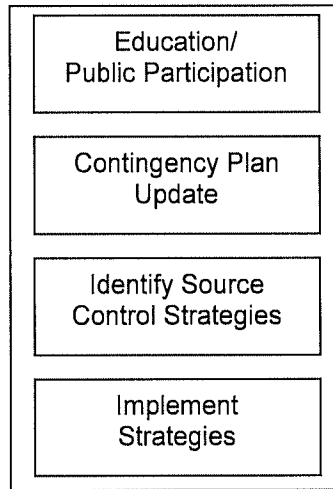 Education/
Public Participation
Contingency Plan
Update
Identify Source
Control Strategies
Implement
Strategies